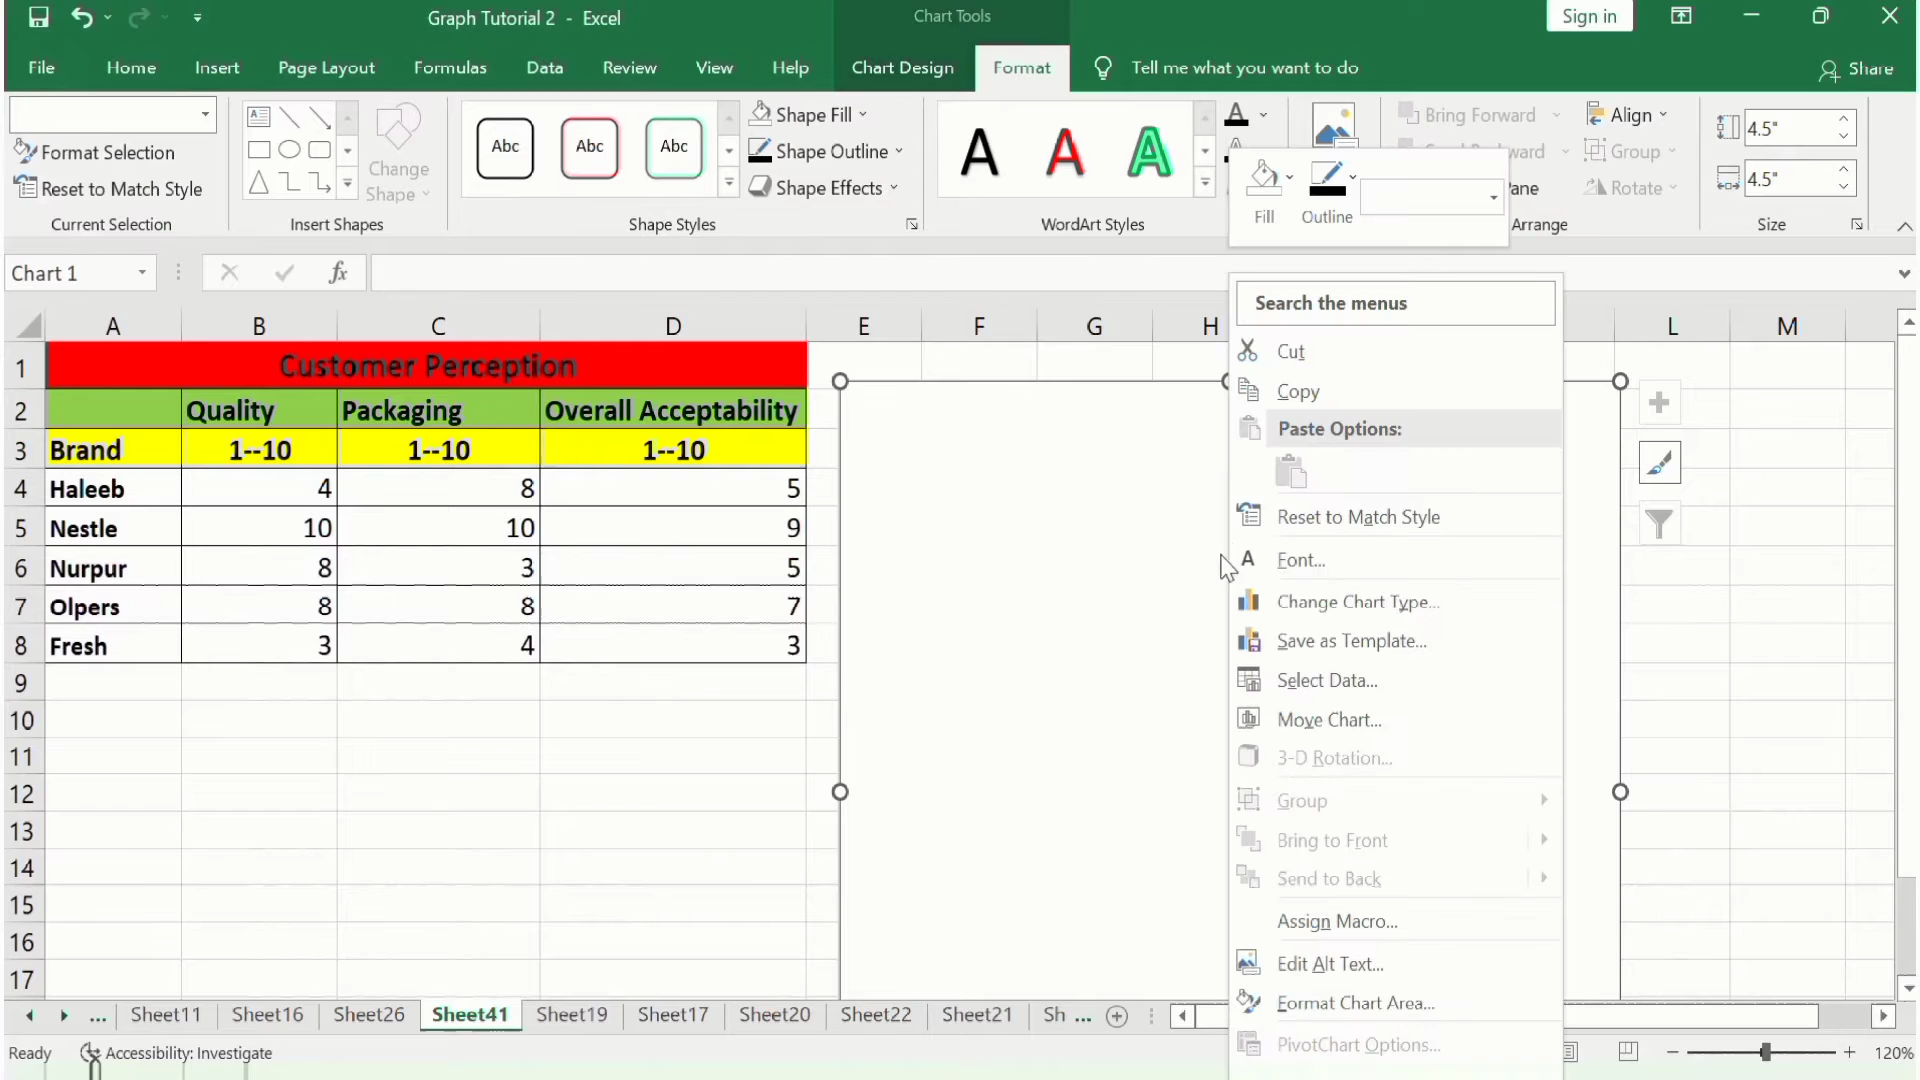 Graph Tutorial 2 - Excel
Chart Tools
Sign in
File Home Insert Page Layout Formulas Data Review View Help Chart Design Format Tell me what you want to do Share
Format Selection
Reset to Match Style
Current Selection
Change
Shape
Insert Shapes
Abc Abc Abc
Shape Fill
Shape Outline
Shape Effects
Shape Styles
A A A
WordArt Styles
Bring Forward
Align
Group
Rotate
Arrange
4.5"
4.5"
Size
Fill Outline
Chart 1
fx
A B C D E F G H L M
1 Customer Perception
2 Quality Packaging Overall Acceptability
3 Brand 1--10 1--10 1--10
4 Haleeb 4 8 5
5 Nestle 10 10 9
6 Nurpur 8 3 5
7 Olpers 8 8 7
8 Fresh 3 4 3
9
10
11
12
13
14
15
16
17
Search the menus
Cut
Copy
Paste Options:
Reset to Match Style
Font...
Change Chart Type...
Save as Template...
Select Data...
Move Chart...
3-D Rotation...
Group
Bring to Front
Send to Back
Assign Macro...
Edit Alt Text...
Format Chart Area...
PivotChart Options...
... Sheet11 Sheet16 Sheet26 Sheet41 Sheet19 Sheet17 Sheet20 Sheet22 Sheet21 Sh ...
Ready Accessibility: Investigate
120%